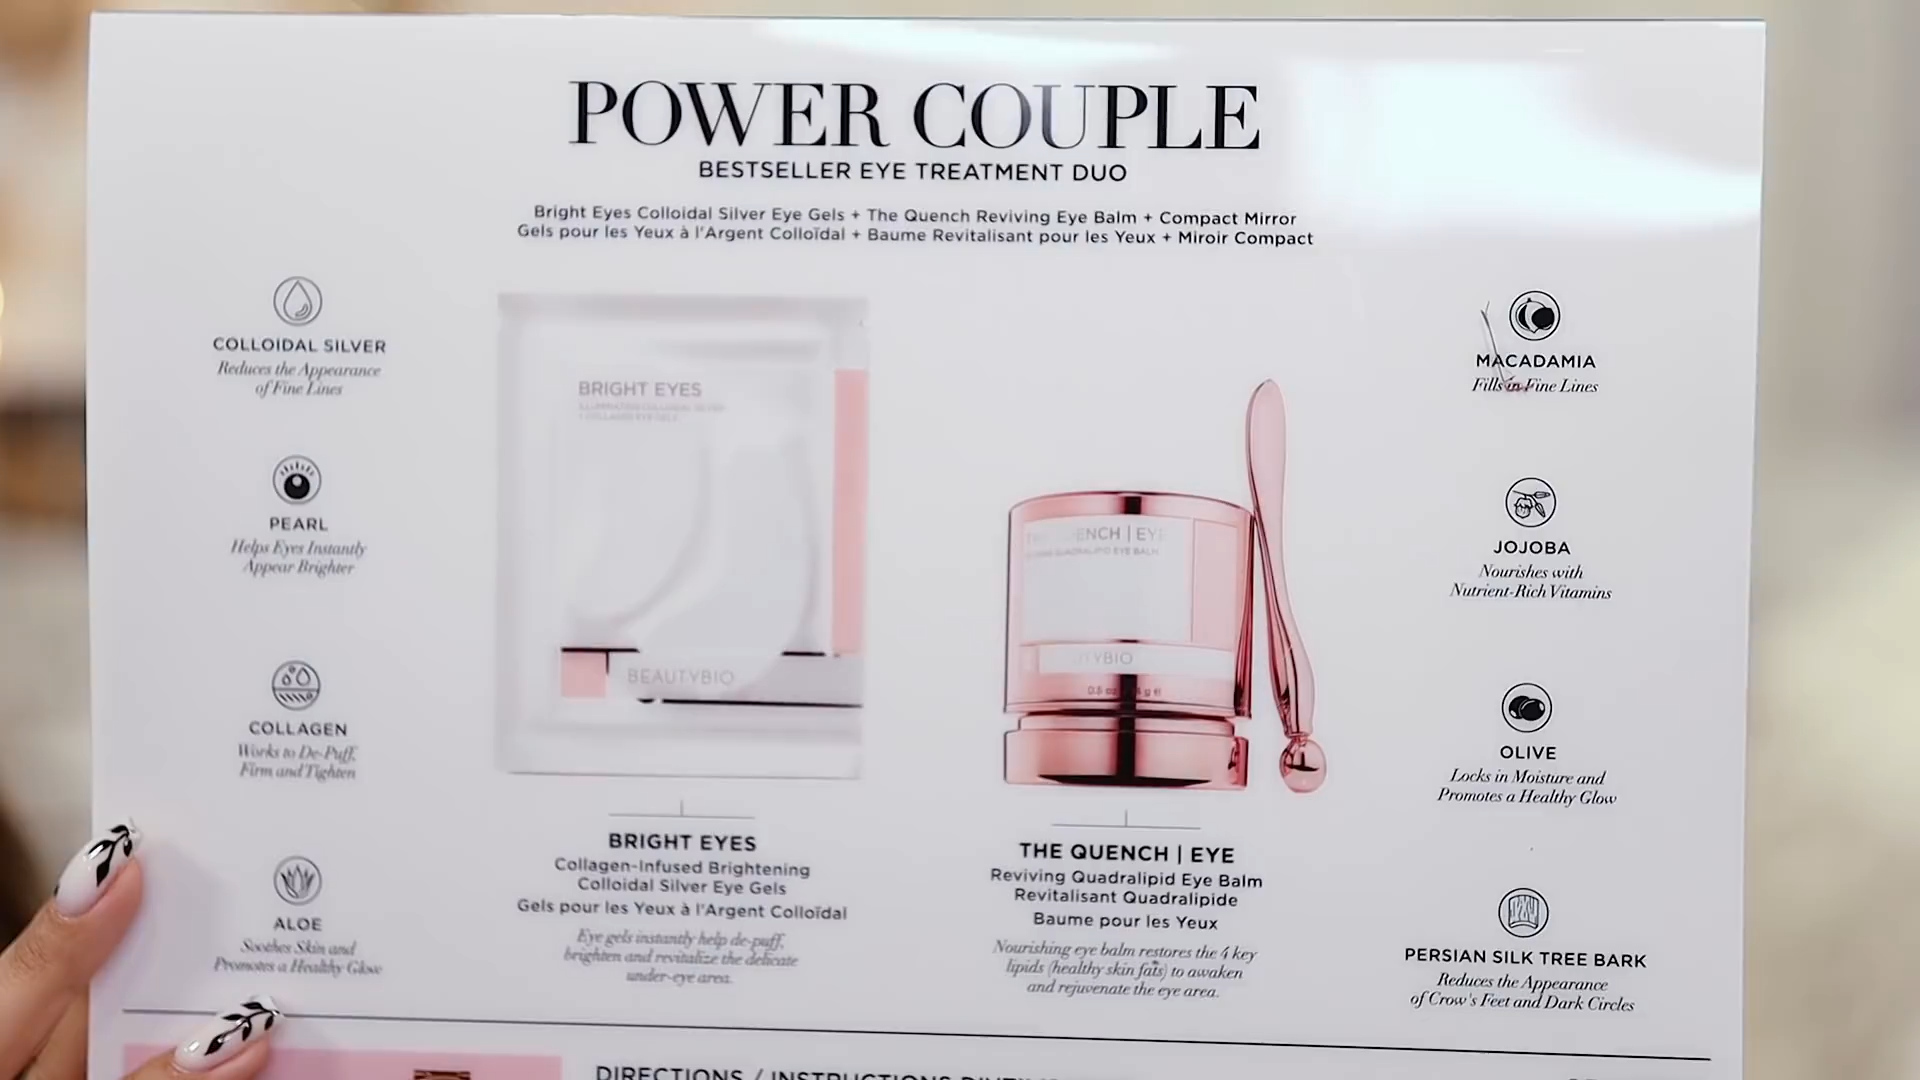 POWER COUPLE
BESTSELLER EYE TREATMENT DUO
Bright Eyes Colloidal Silver Eye Gels + The Quench Reviving Eye Balm + Compact Mirror
Gels pour les Yeux à l'Argent Colloïdal + Baume Revitalisant pour les Yeux + Miroir Compact
COLLOIDAL SILVER
Reduces the Appearance
of Fine Lines
PEARL
Helps Eyes Instantly
Appear Brighter
COLLAGEN
Works to De-Puff,
Firm and Tighten
ALOE
Soothes Skin and
Promotes a Healthy Glow
BRIGHT EYES
BEAUTYBIO
BRIGHT EYES
Collagen-Infused Brightening
Colloidal Silver Eye Gels
Gels pour les Yeux à l'Argent Colloïdal
Eye gels instantly help de-puff,
brighten and revitalize the delicate
under-eye area.
QUENCH | EYE
QUADRALIPID EYE BALM
THE QUENCH | EYE
Reviving Quadralipid Eye Balm
Revitalisant Quadralipide
Baume pour les Yeux
Nourishing eye balm restores the 4 key
lipids (healthy skin fats) to awaken
and rejuvenate the eye area.
MACADAMIA
Fills in Fine Lines
JOJOBA
Nourishes with
Nutrient-Rich Vitamins
OLIVE
Locks in Moisture and
Promotes a Healthy Glow
PERSIAN SILK TREE BARK
Reduces the Appearance
of Crow's Feet and Dark Circles
DIRECTIONS / INSTRUCTIONS